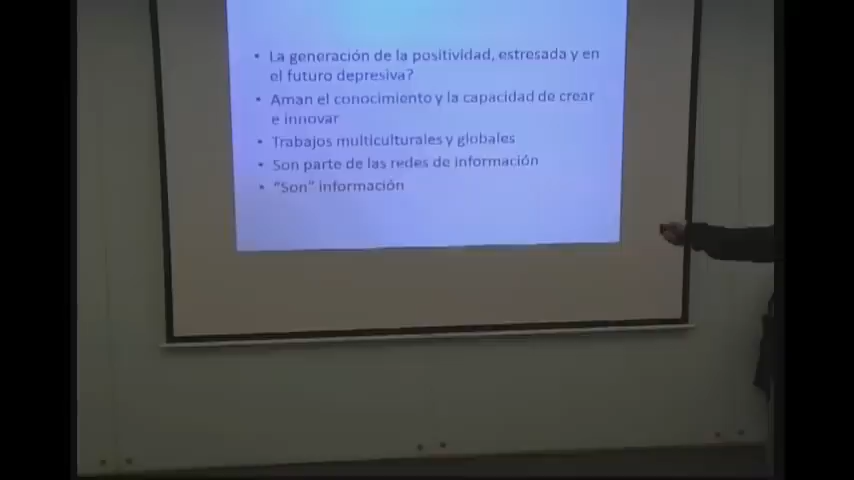 • La generación de la positividad, estresada y en
el futuro depresiva?
• Aman el conocimiento y la capacidad de crear
e innovar
• Trabajos multiculturales y globales
• Son parte de las redes de información
• "Son" información